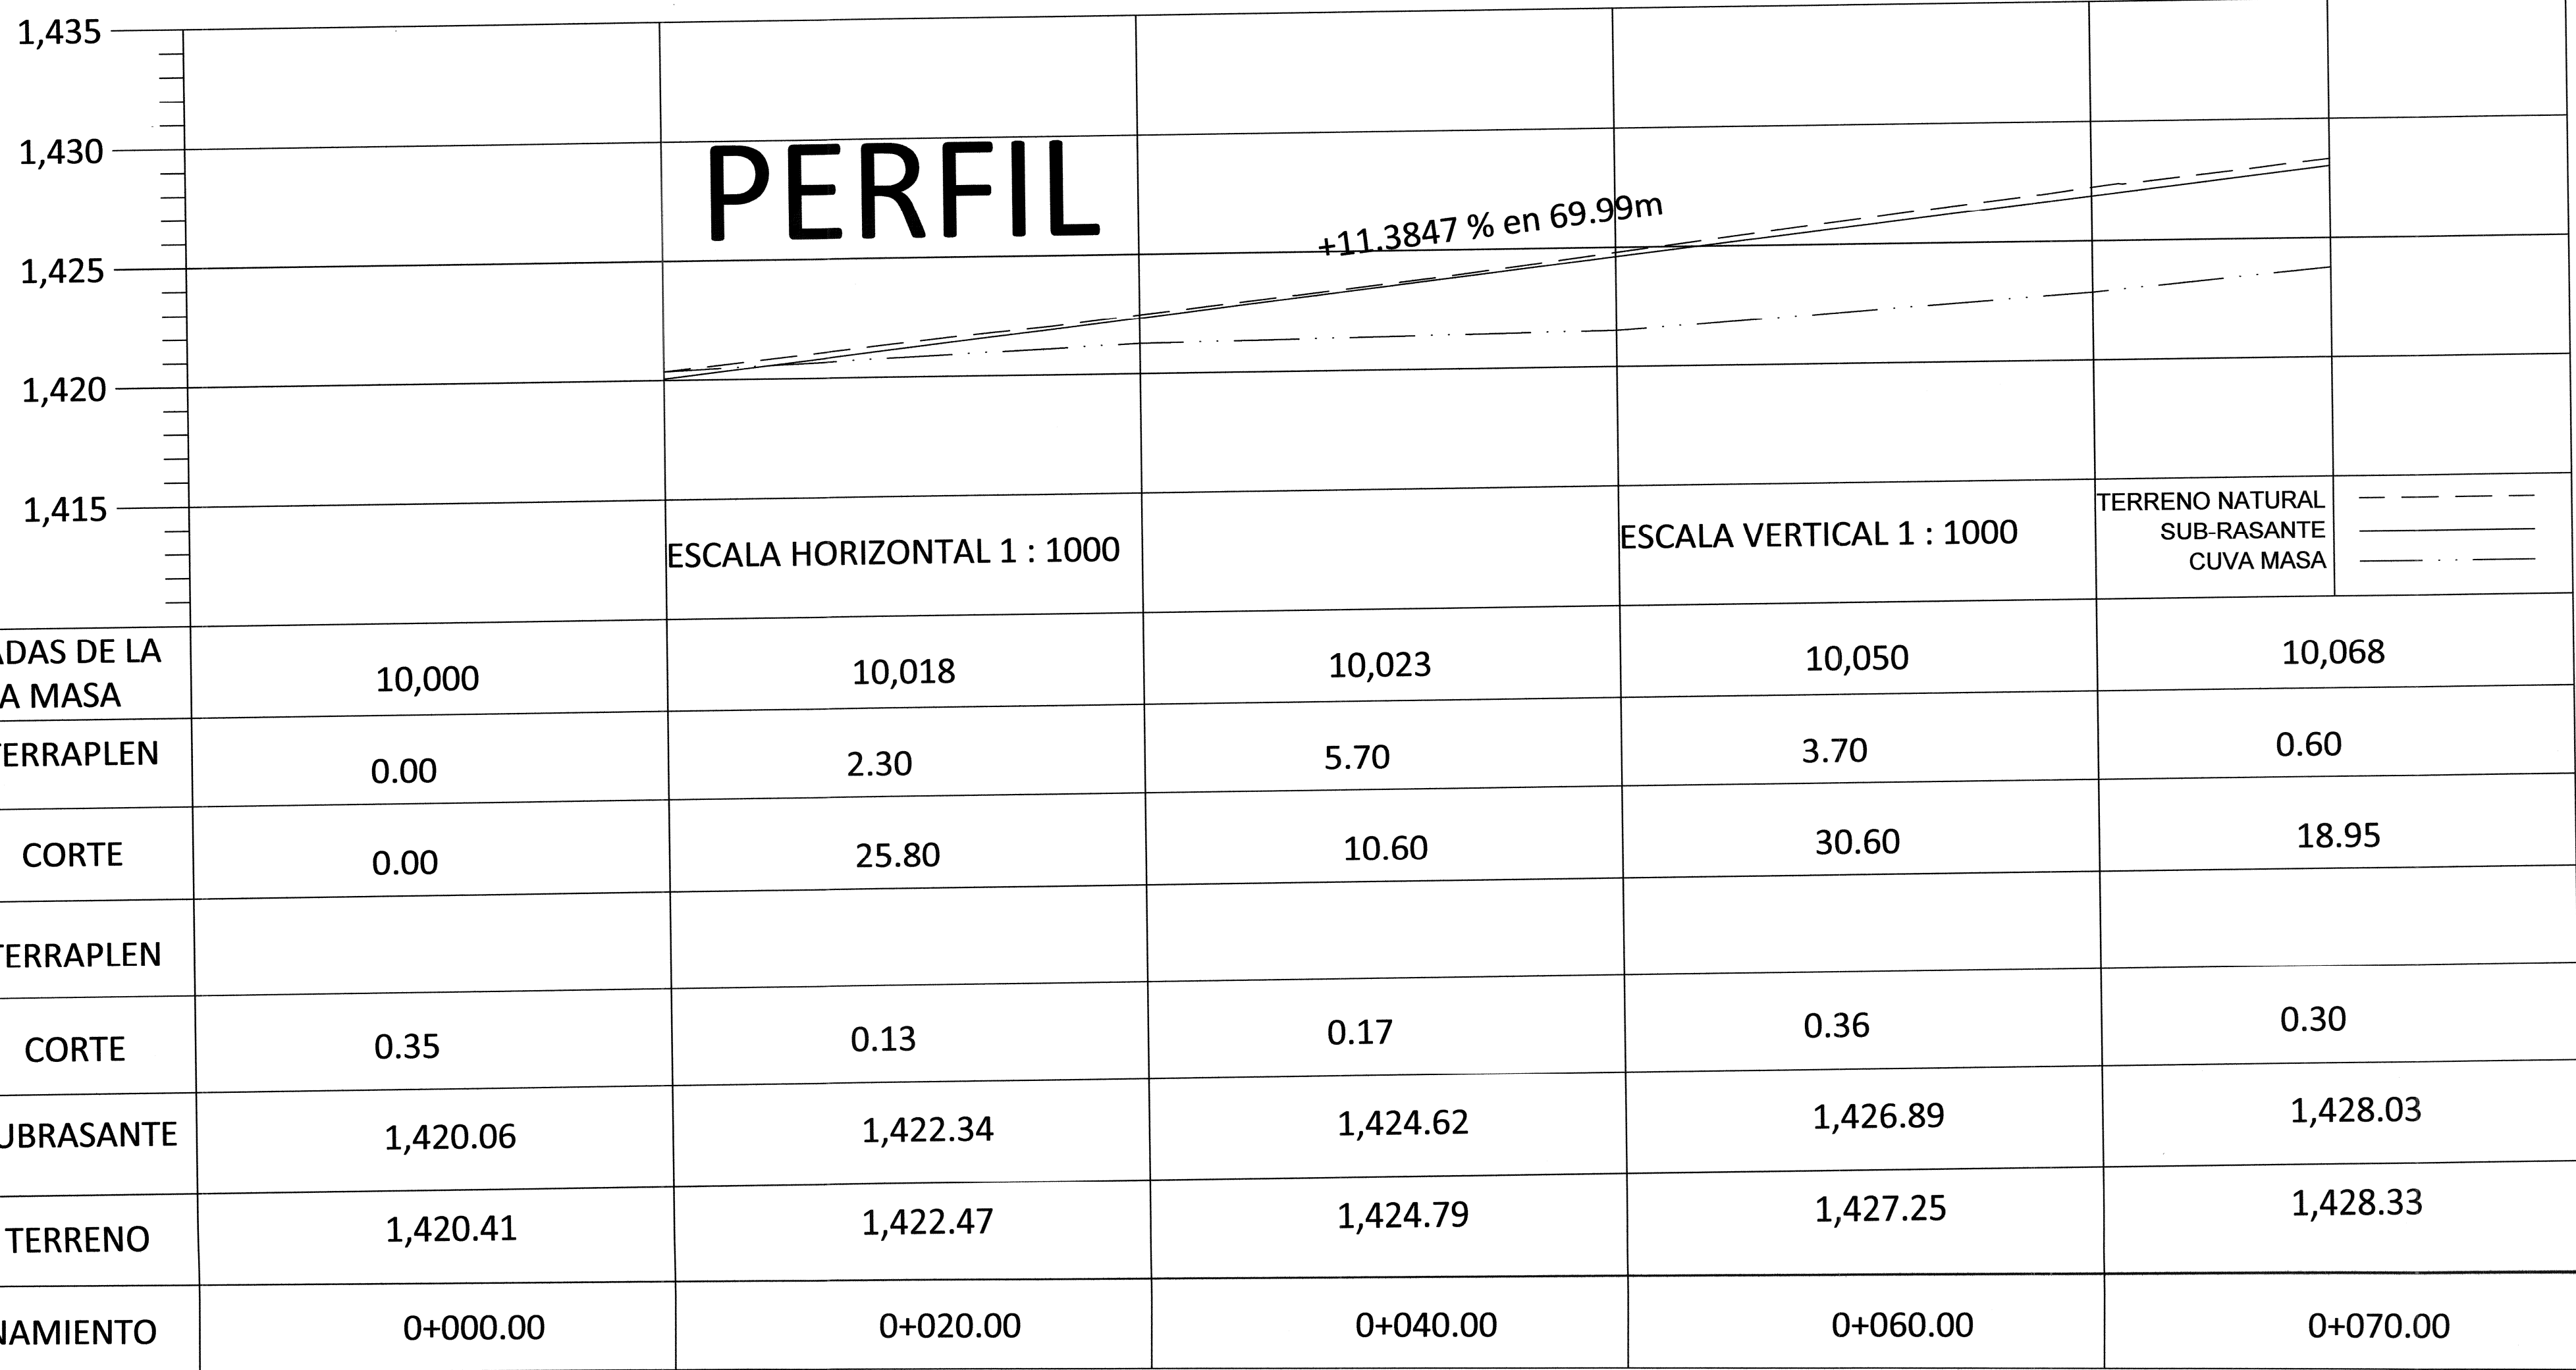 1,435
1,430
PERFIL
+11.3847 % en 69.99m
1,425
1,420
1,415
ESCALA HORIZONTAL 1 : 1000
ESCALA VERTICAL 1 : 1000
TERRENO NATURAL
SUB-RASANTE
CUVA MASA
ADAS DE LA
A MASA
10,000 10,018 10,023 10,050 10,068
TERRAPLEN 0.00 2.30 5.70 3.70 0.60
CORTE 0.00 25.80 10.60 30.60 18.95
TERRAPLEN
CORTE 0.35 0.13 0.17 0.36 0.30
UBRASANTE 1,420.06 1,422.34 1,424.62 1,426.89 1,428.03
TERRENO 1,420.41 1,422.47 1,424.79 1,427.25 1,428.33
NAMIENTO 0+000.00 0+020.00 0+040.00 0+060.00 0+070.00